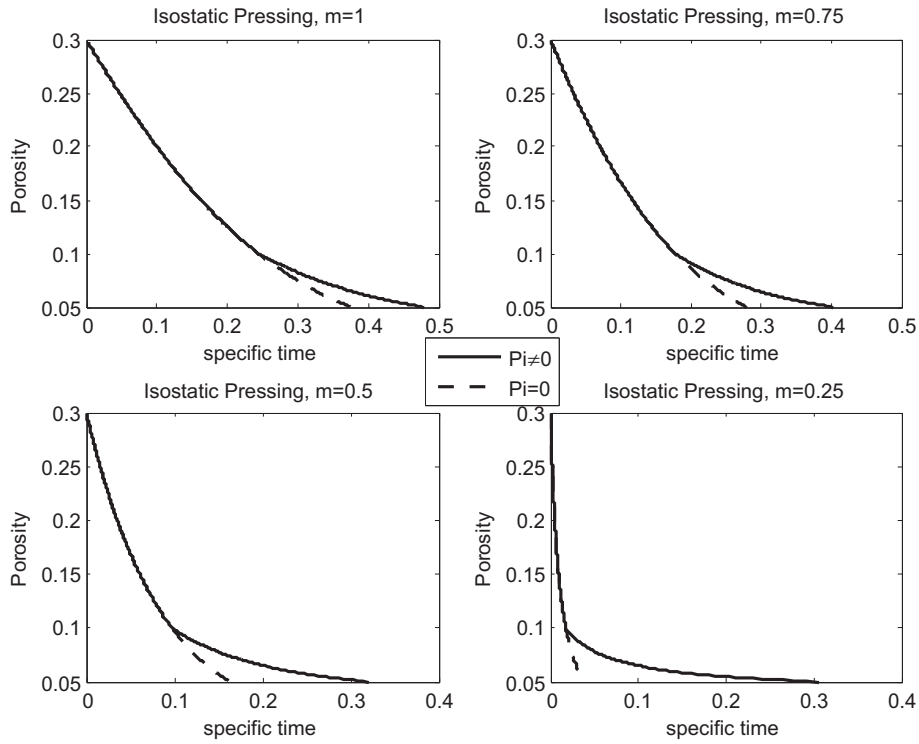 Isostatic Pressing, m=1
0.3
0.25
0.2
0.15
0.1
0.05
Porosity
0 0.1 0.2 0.3 0.4 0.5
specific time
Isostatic Pressing, m=0.75
0.3
0.25
0.2
0.15
0.1
0.05
Porosity
0 0.1 0.2 0.3 0.4 0.5
specific time
Pi≠0
Pi=0
Isostatic Pressing, m=0.5
0.3
0.25
0.2
0.15
0.1
0.05
Porosity
0 0.1 0.2 0.3 0.4
specific time
Isostatic Pressing, m=0.25
0.3
0.25
0.2
0.15
0.1
0.05
Porosity
0 0.1 0.2 0.3 0.4
specific time